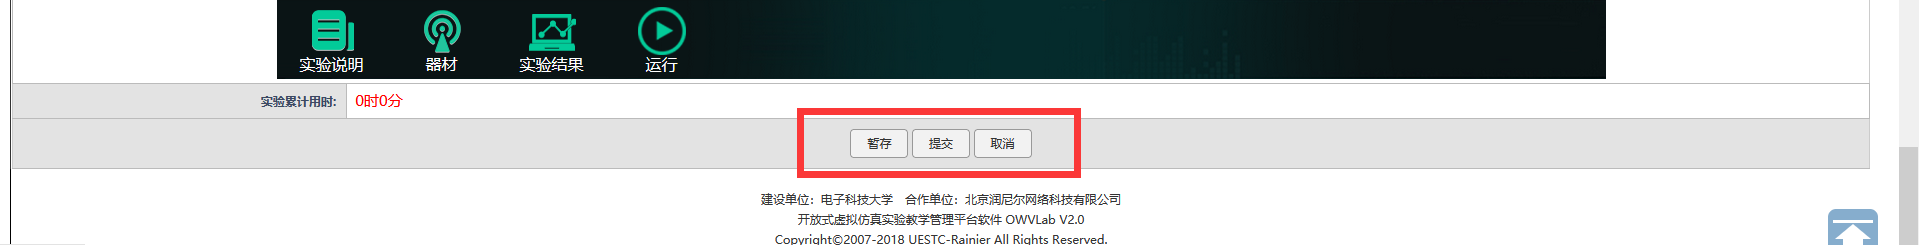 实验说明 器材 实验结果 运行
实验累计用时: 0时0分
暂存 提交 取消
建设单位：电子科技大学 合作单位：北京润尼尔网络科技有限公司
开放式虚拟仿真实验教学管理平台软件 OWVLab V2.0
Copyright©2007-2018 UESTC-Rainier All Rights Reserved.